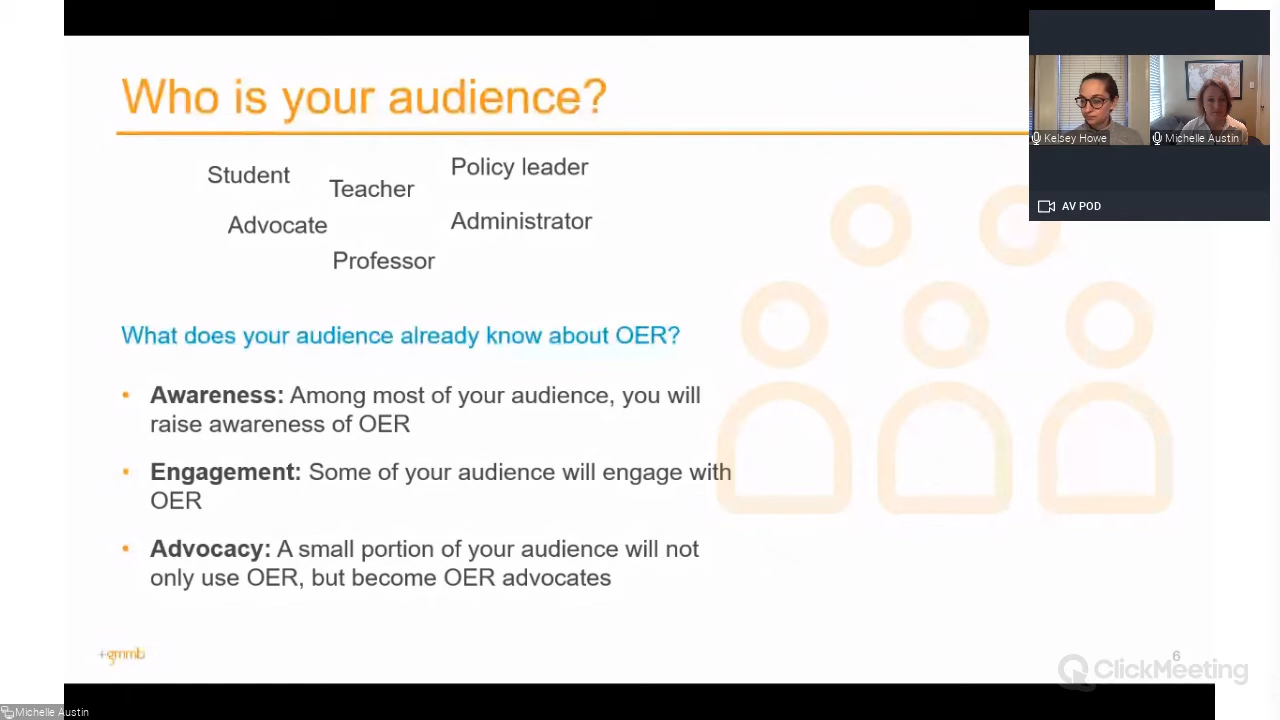 Who is your audience?
Kelsey Howe
Michelle Austin
AV POD
Student
Teacher
Policy leader
Advocate
Administrator
Professor
What does your audience already know about OER?
• Awareness: Among most of your audience, you will
raise awareness of OER
• Engagement: Some of your audience will engage with
OER
• Advocacy: A small portion of your audience will not
only use OER, but become OER advocates
+gmmb
6
ClickMeeting
Michelle Austin